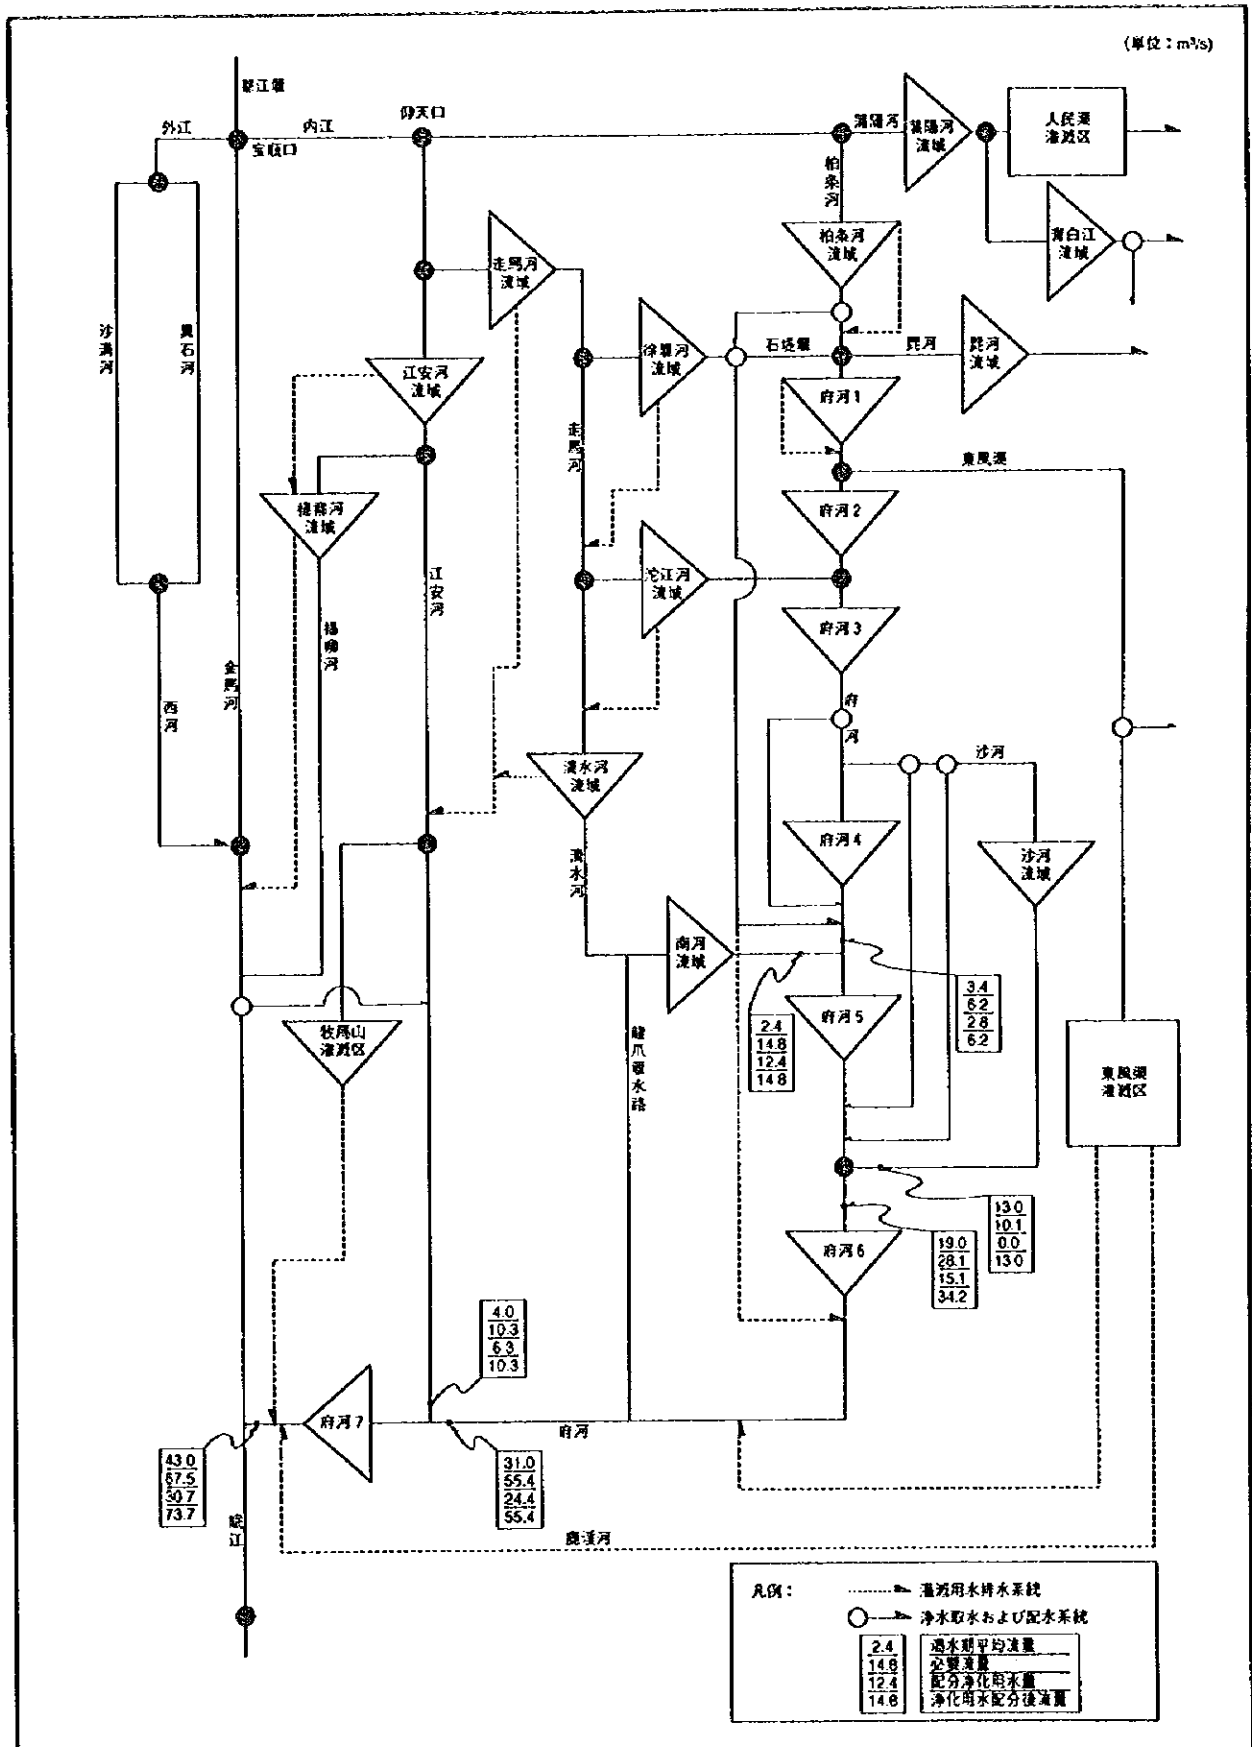 (単位：m³/s)
外江
内江
仰天口
宝瓶口
蒲陽河
蒲陽河
流域
人民渠
灌漑区
柏条河
柏条河
流域
青白江
流域
走馬河
流域
沙溝河
黒石河
江安河
流域
徐堰河
流域
石堤堰
毘河
毘河
流域
府河1
走馬河
東風渠
府河2
流域
江安河
沱江河
流域
府河3
楊柳河
金馬河
西河
府河
沙河
清水河
流域
府河4
沙河
流域
清水河
南河
流域
3.4
6.2
2.8
6.2
2.4
14.8
12.4
14.8
府河5
牧馬山
灌漑区
龍爪堰水路
東風渠
灌漑区
13.0
10.1
0.0
13.0
19.0
28.1
15.1
34.2
府河6
4.0
10.3
6.3
10.3
府河7
府河
43.0
67.5
30.7
73.7
31.0
55.4
24.4
55.4
岷江
鹿渓河
凡例：
灌漑用水排水系統
浄水取水および配水系統
2.4
14.8
12.4
14.8
渇水期平均流量
必要流量
配分浄化用水量
浄化用水配分後流量